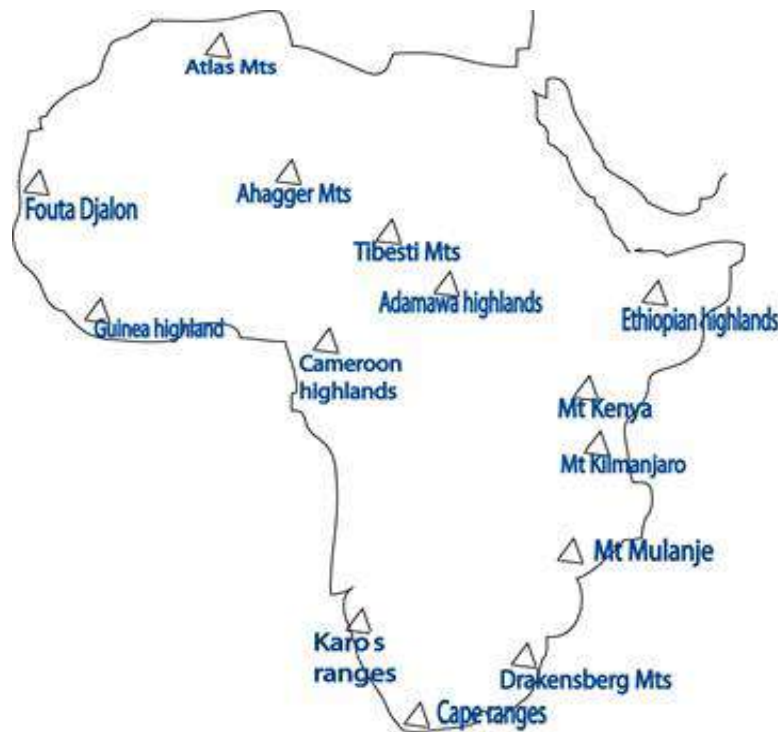 Atlas Mts
Ahagger Mts
Fouta Djalon
Tibesti Mts
Adamawa highlands
Ethiopian highlands
Guinea highland
Cameroon
highlands
Mt Kenya
Mt Kilmanjaro
Mt Mulanje
Karo's
ranges
Drakensberg Mts
Cape ranges